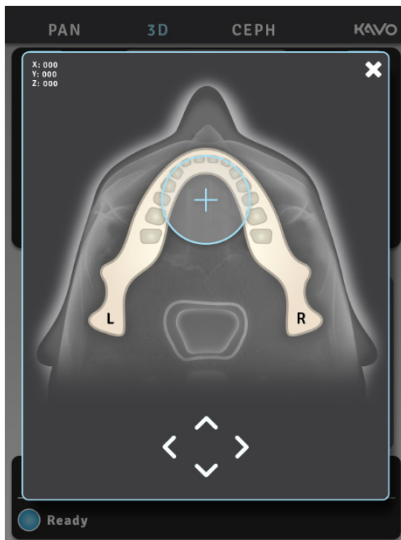 PAN 3D CEPH KAVO
X: 000
Y: 000
Z: 000
L R
Ready